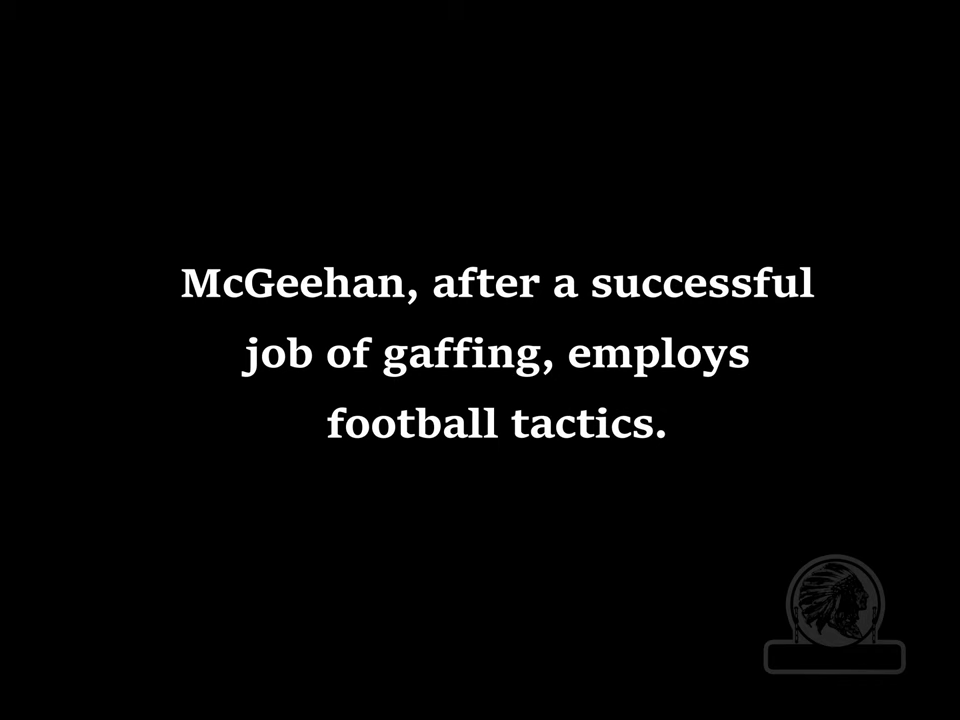 McGeehan, after a successful
job of gaffing, employs
football tactics.